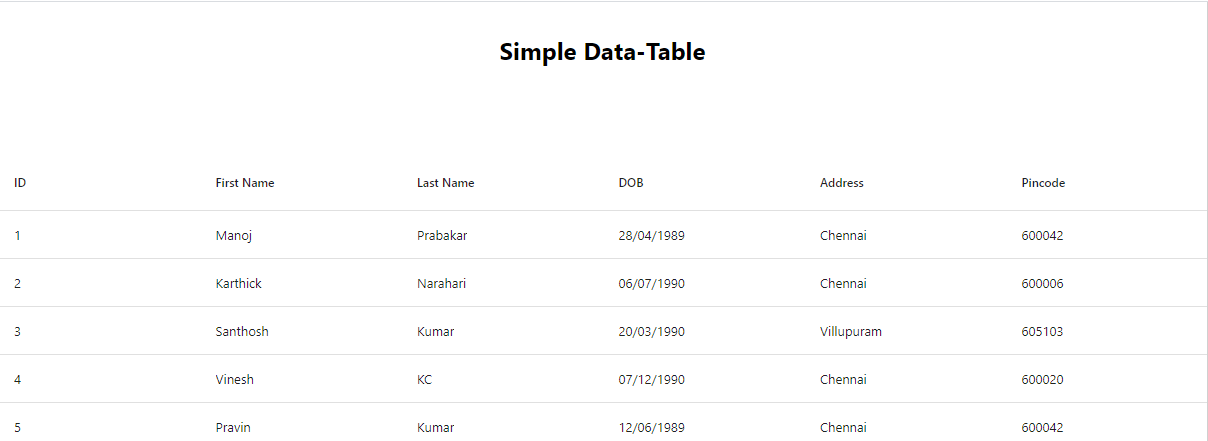 Simple Data-Table
ID First Name Last Name DOB Address Pincode
1 Manoj Prabakar 28/04/1989 Chennai 600042
2 Karthick Narahari 06/07/1990 Chennai 600006
3 Santhosh Kumar 20/03/1990 Villupuram 605103
4 Vinesh KC 07/12/1990 Chennai 600020
5 Pravin Kumar 12/06/1989 Chennai 600042